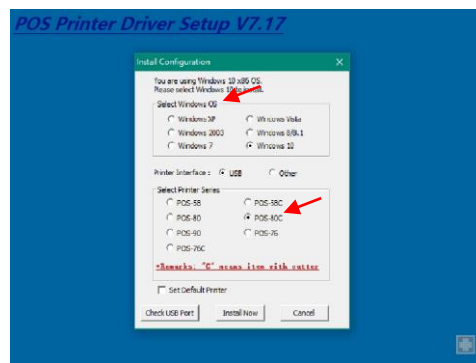 POS Printer Driver Setup V7.17
Install Configuration
You are using Windows 10 x86 OS.
Please select Windows 10 to install.
Select Windows OS
Windows XP Windows Vista
Windows 2003 Windows 8/8.1
Windows 7 Windows 10
Printer Interface: USB Other
Select Printer Series
POS-58 POS-58C
POS-80 POS-80C
POS-90 POS-76
POS-76C
*Remarks: "C" means item with cutter
Set Default Printer
Check USB Port Install Now Cancel